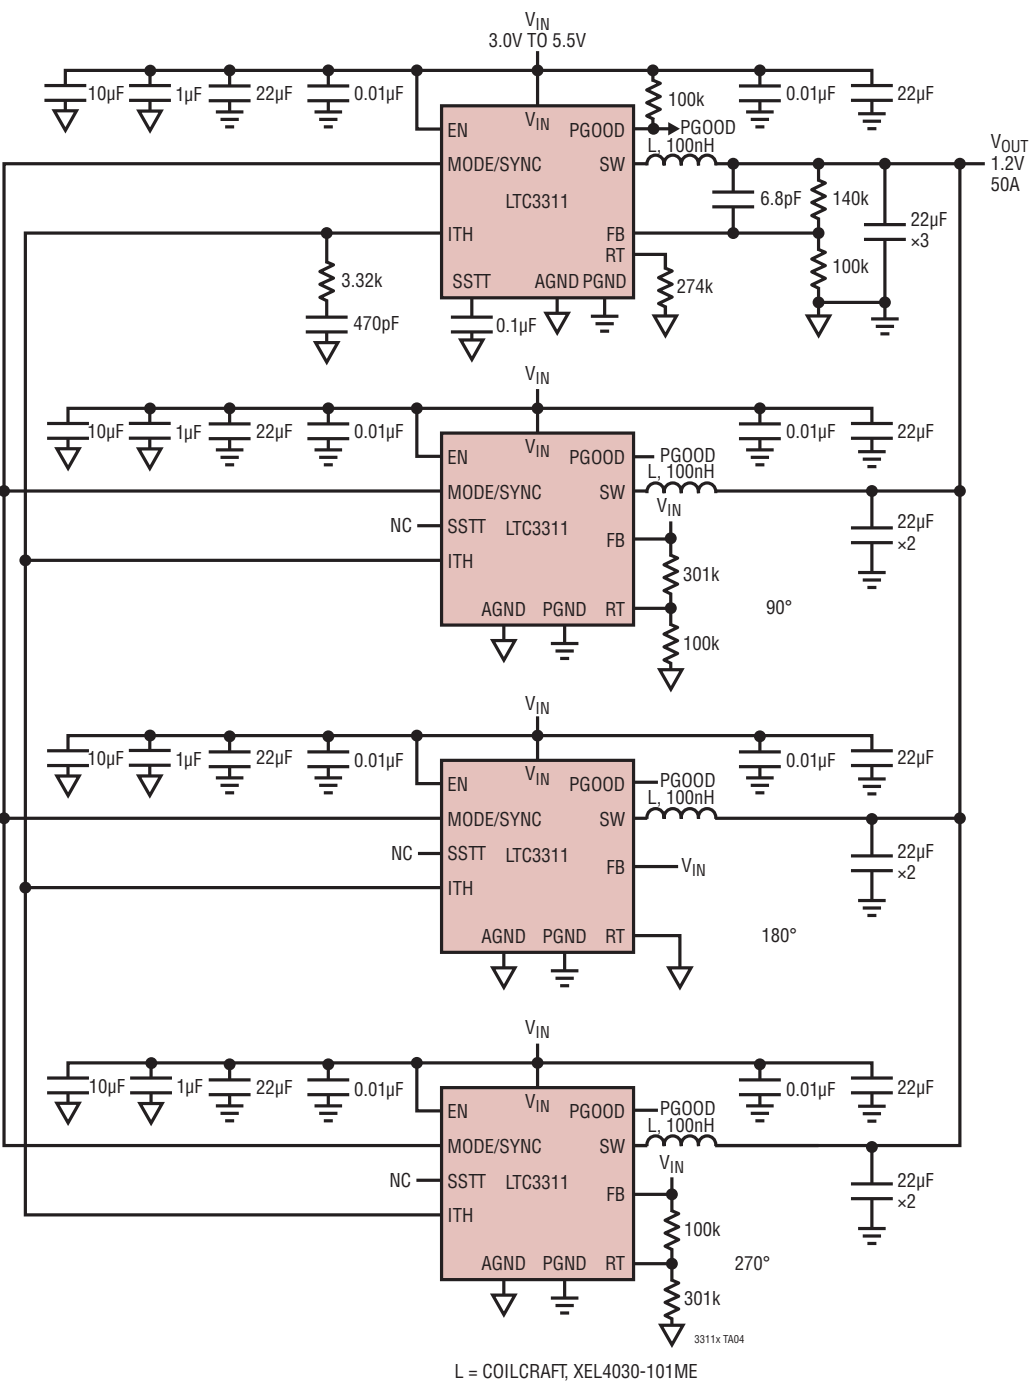 VIN
3.0V TO 5.5V
10µF
1µF
22µF
0.01µF
100k
0.01µF
22µF
EN
VIN
PGOOD
PGOOD
L, 100nH
MODE/SYNC
SW
VOUT
1.2V
50A
LTC3311
6.8pF
140k
22µF
×3
ITH
FB
RT
3.32k
100k
SSTT
AGND
PGND
274k
470pF
0.1µF
VIN
10µF
1µF
22µF
0.01µF
0.01µF
22µF
EN
VIN
PGOOD
PGOOD
L, 100nH
MODE/SYNC
SW
VIN
NC
SSTT
LTC3311
22µF
×2
FB
ITH
301k
AGND
PGND
RT
90°
100k
VIN
10µF
1µF
22µF
0.01µF
0.01µF
22µF
EN
VIN
PGOOD
PGOOD
L, 100nH
MODE/SYNC
SW
NC
SSTT
LTC3311
22µF
×2
FB
VIN
ITH
AGND
PGND
RT
180°
VIN
10µF
1µF
22µF
0.01µF
0.01µF
22µF
EN
VIN
PGOOD
PGOOD
L, 100nH
MODE/SYNC
SW
VIN
NC
SSTT
LTC3311
22µF
×2
FB
ITH
100k
AGND
PGND
RT
270°
301k
3311x TA04
L = COILCRAFT, XEL4030-101ME